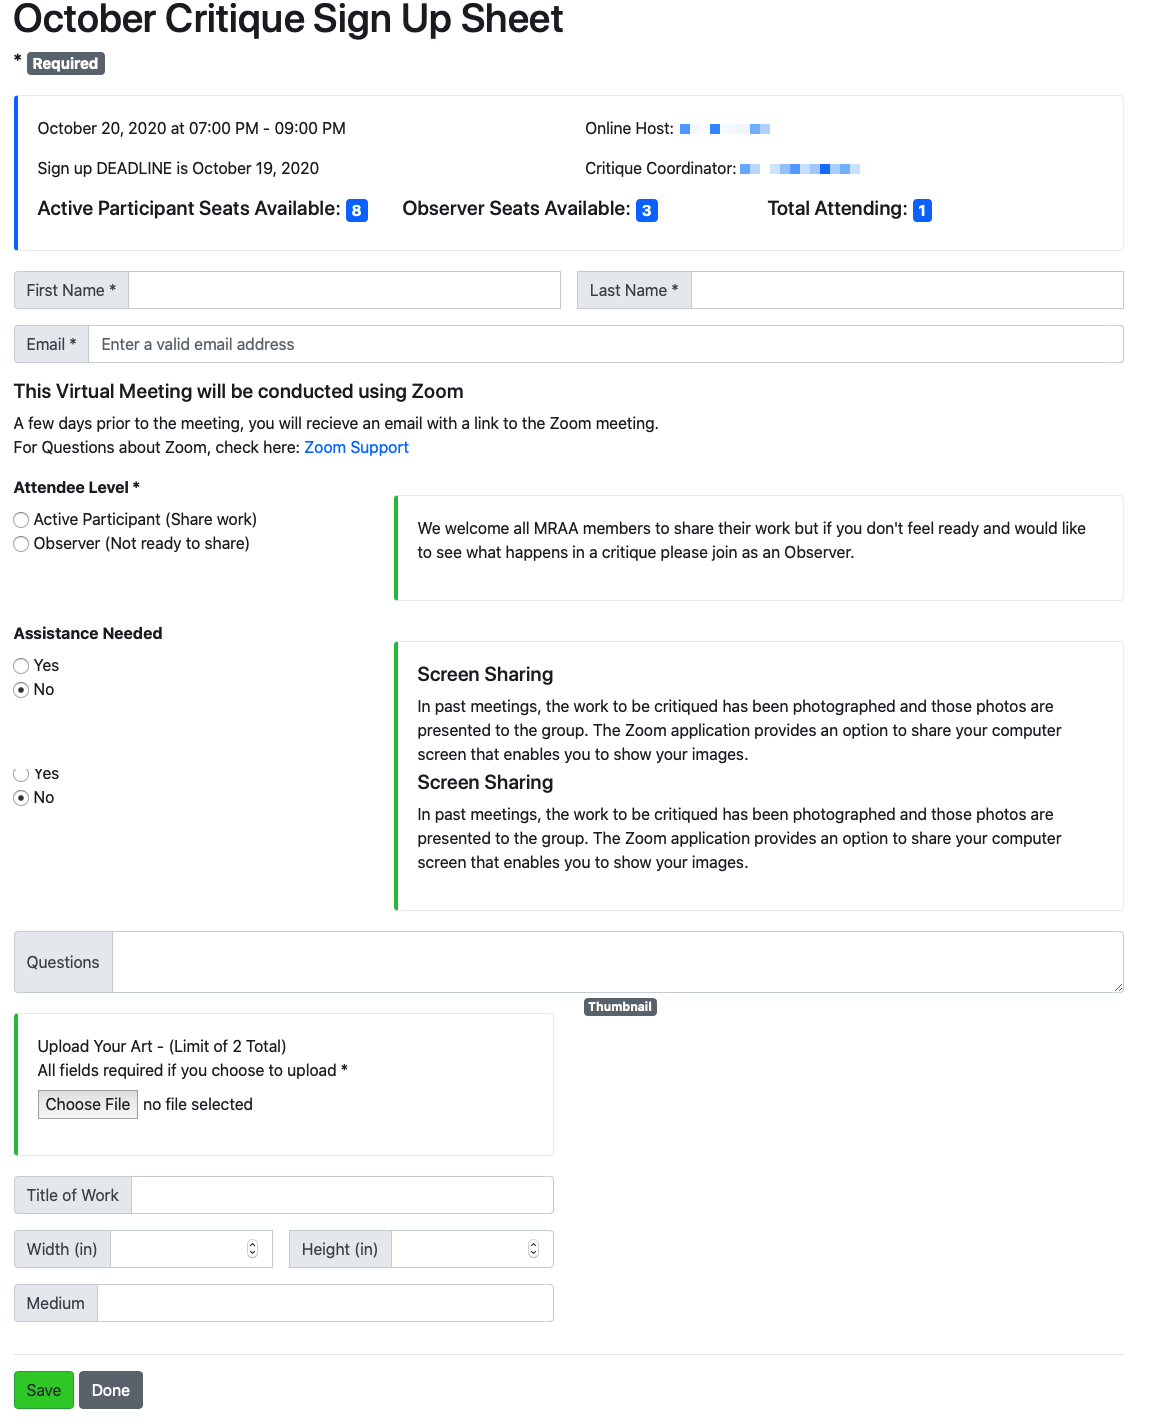 October Critique Sign Up Sheet
* Required
October 20, 2020 at 07:00 PM - 09:00 PM
Online Host:
Sign up DEADLINE is October 19, 2020
Critique Coordinator:
Active Participant Seats Available: 8
Observer Seats Available: 3
Total Attending: 1
First Name *
Last Name *
Email *
Enter a valid email address
This Virtual Meeting will be conducted using Zoom
A few days prior to the meeting, you will recieve an email with a link to the Zoom meeting.
For Questions about Zoom, check here: Zoom Support
Attendee Level *
Active Participant (Share work)
Observer (Not ready to share)
We welcome all MRAA members to share their work but if you don't feel ready and would like
to see what happens in a critique please join as an Observer.
Assistance Needed
Yes
No
Yes
No
Screen Sharing
In past meetings, the work to be critiqued has been photographed and those photos are
presented to the group. The Zoom application provides an option to share your computer
screen that enables you to show your images.
Screen Sharing
In past meetings, the work to be critiqued has been photographed and those photos are
presented to the group. The Zoom application provides an option to share your computer
screen that enables you to show your images.
Questions
Thumbnail
Upload Your Art - (Limit of 2 Total)
All fields required if you choose to upload *
Choose File no file selected
Title of Work
Width (in)
Height (in)
Medium
Save
Done